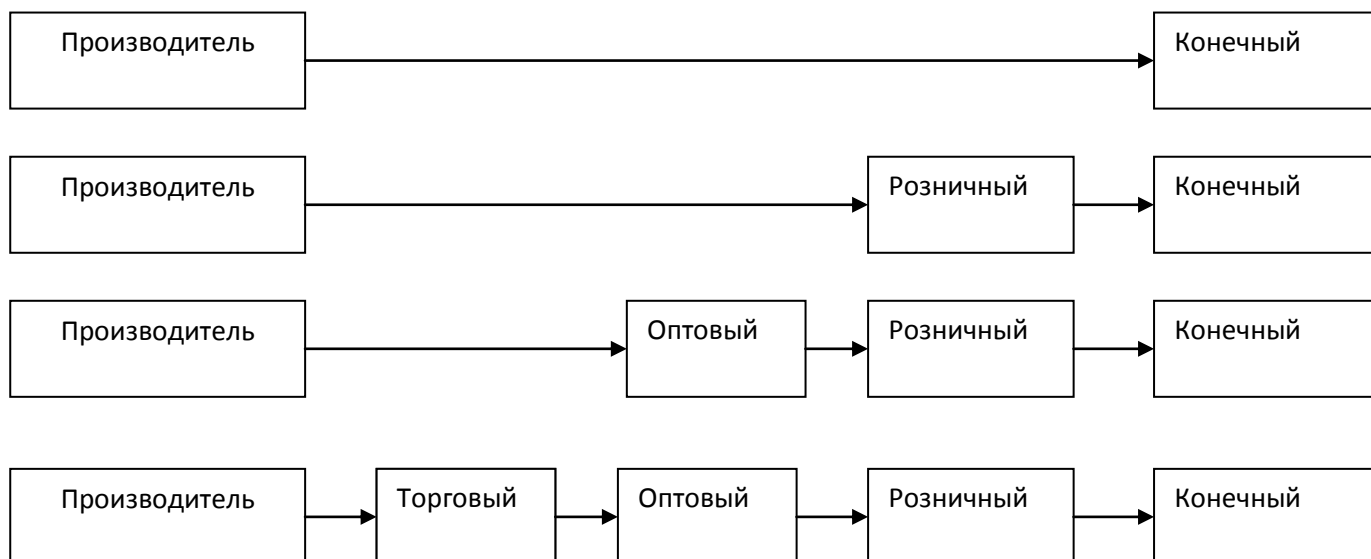 Производитель Конечный
Производитель Розничный Конечный
Производитель Оптовый Розничный Конечный
Производитель Торговый Оптовый Розничный Конечный